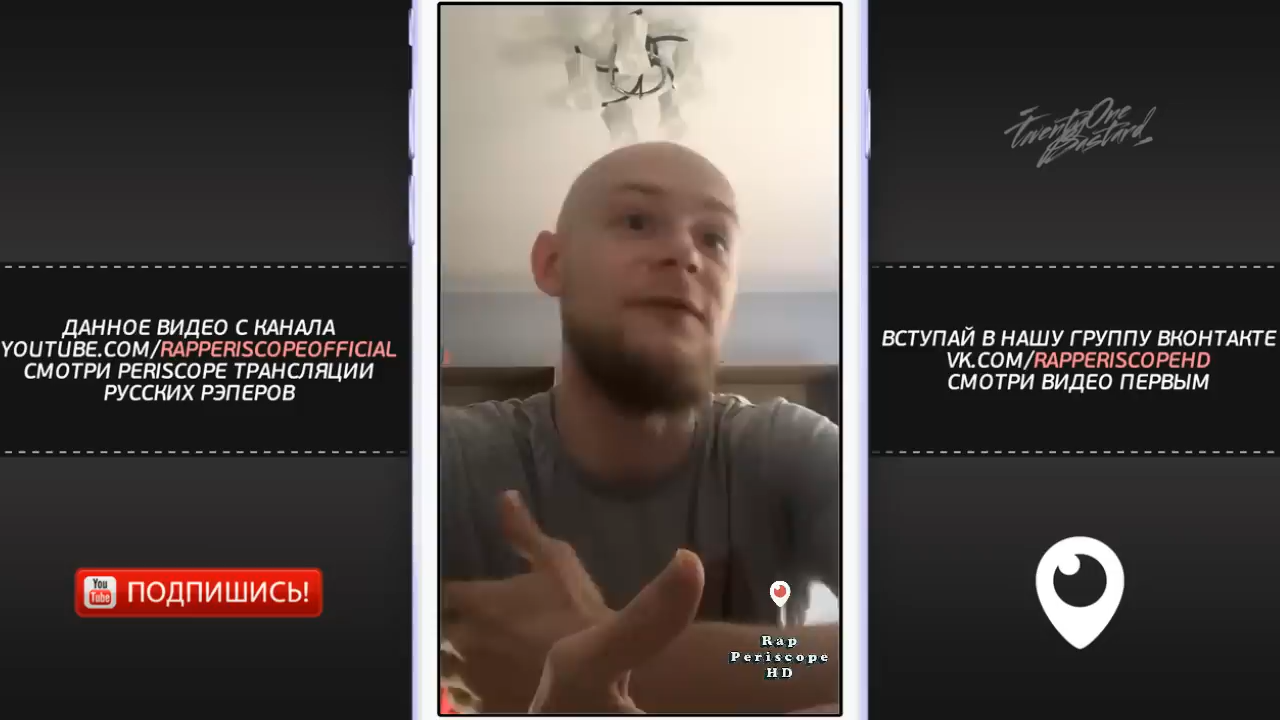 TwentyOne
Bastard
ДАННОЕ ВИДЕО С КАНАЛА
YOUTUBE.COM/RAPPERISCOPEOFFICIAL
СМОТРИ PERISCOPE ТРАНСЛЯЦИИ
РУССКИХ РЭПЕРОВ
ВСТУПАЙ В НАШУ ГРУППУ ВКОНТАКТЕ
VK.COM/RAPPERISCOPEHD
СМОТРИ ВИДЕО ПЕРВЫМ
You
Tube
ПОДПИШИСЬ!
Rap
Periscope
HD